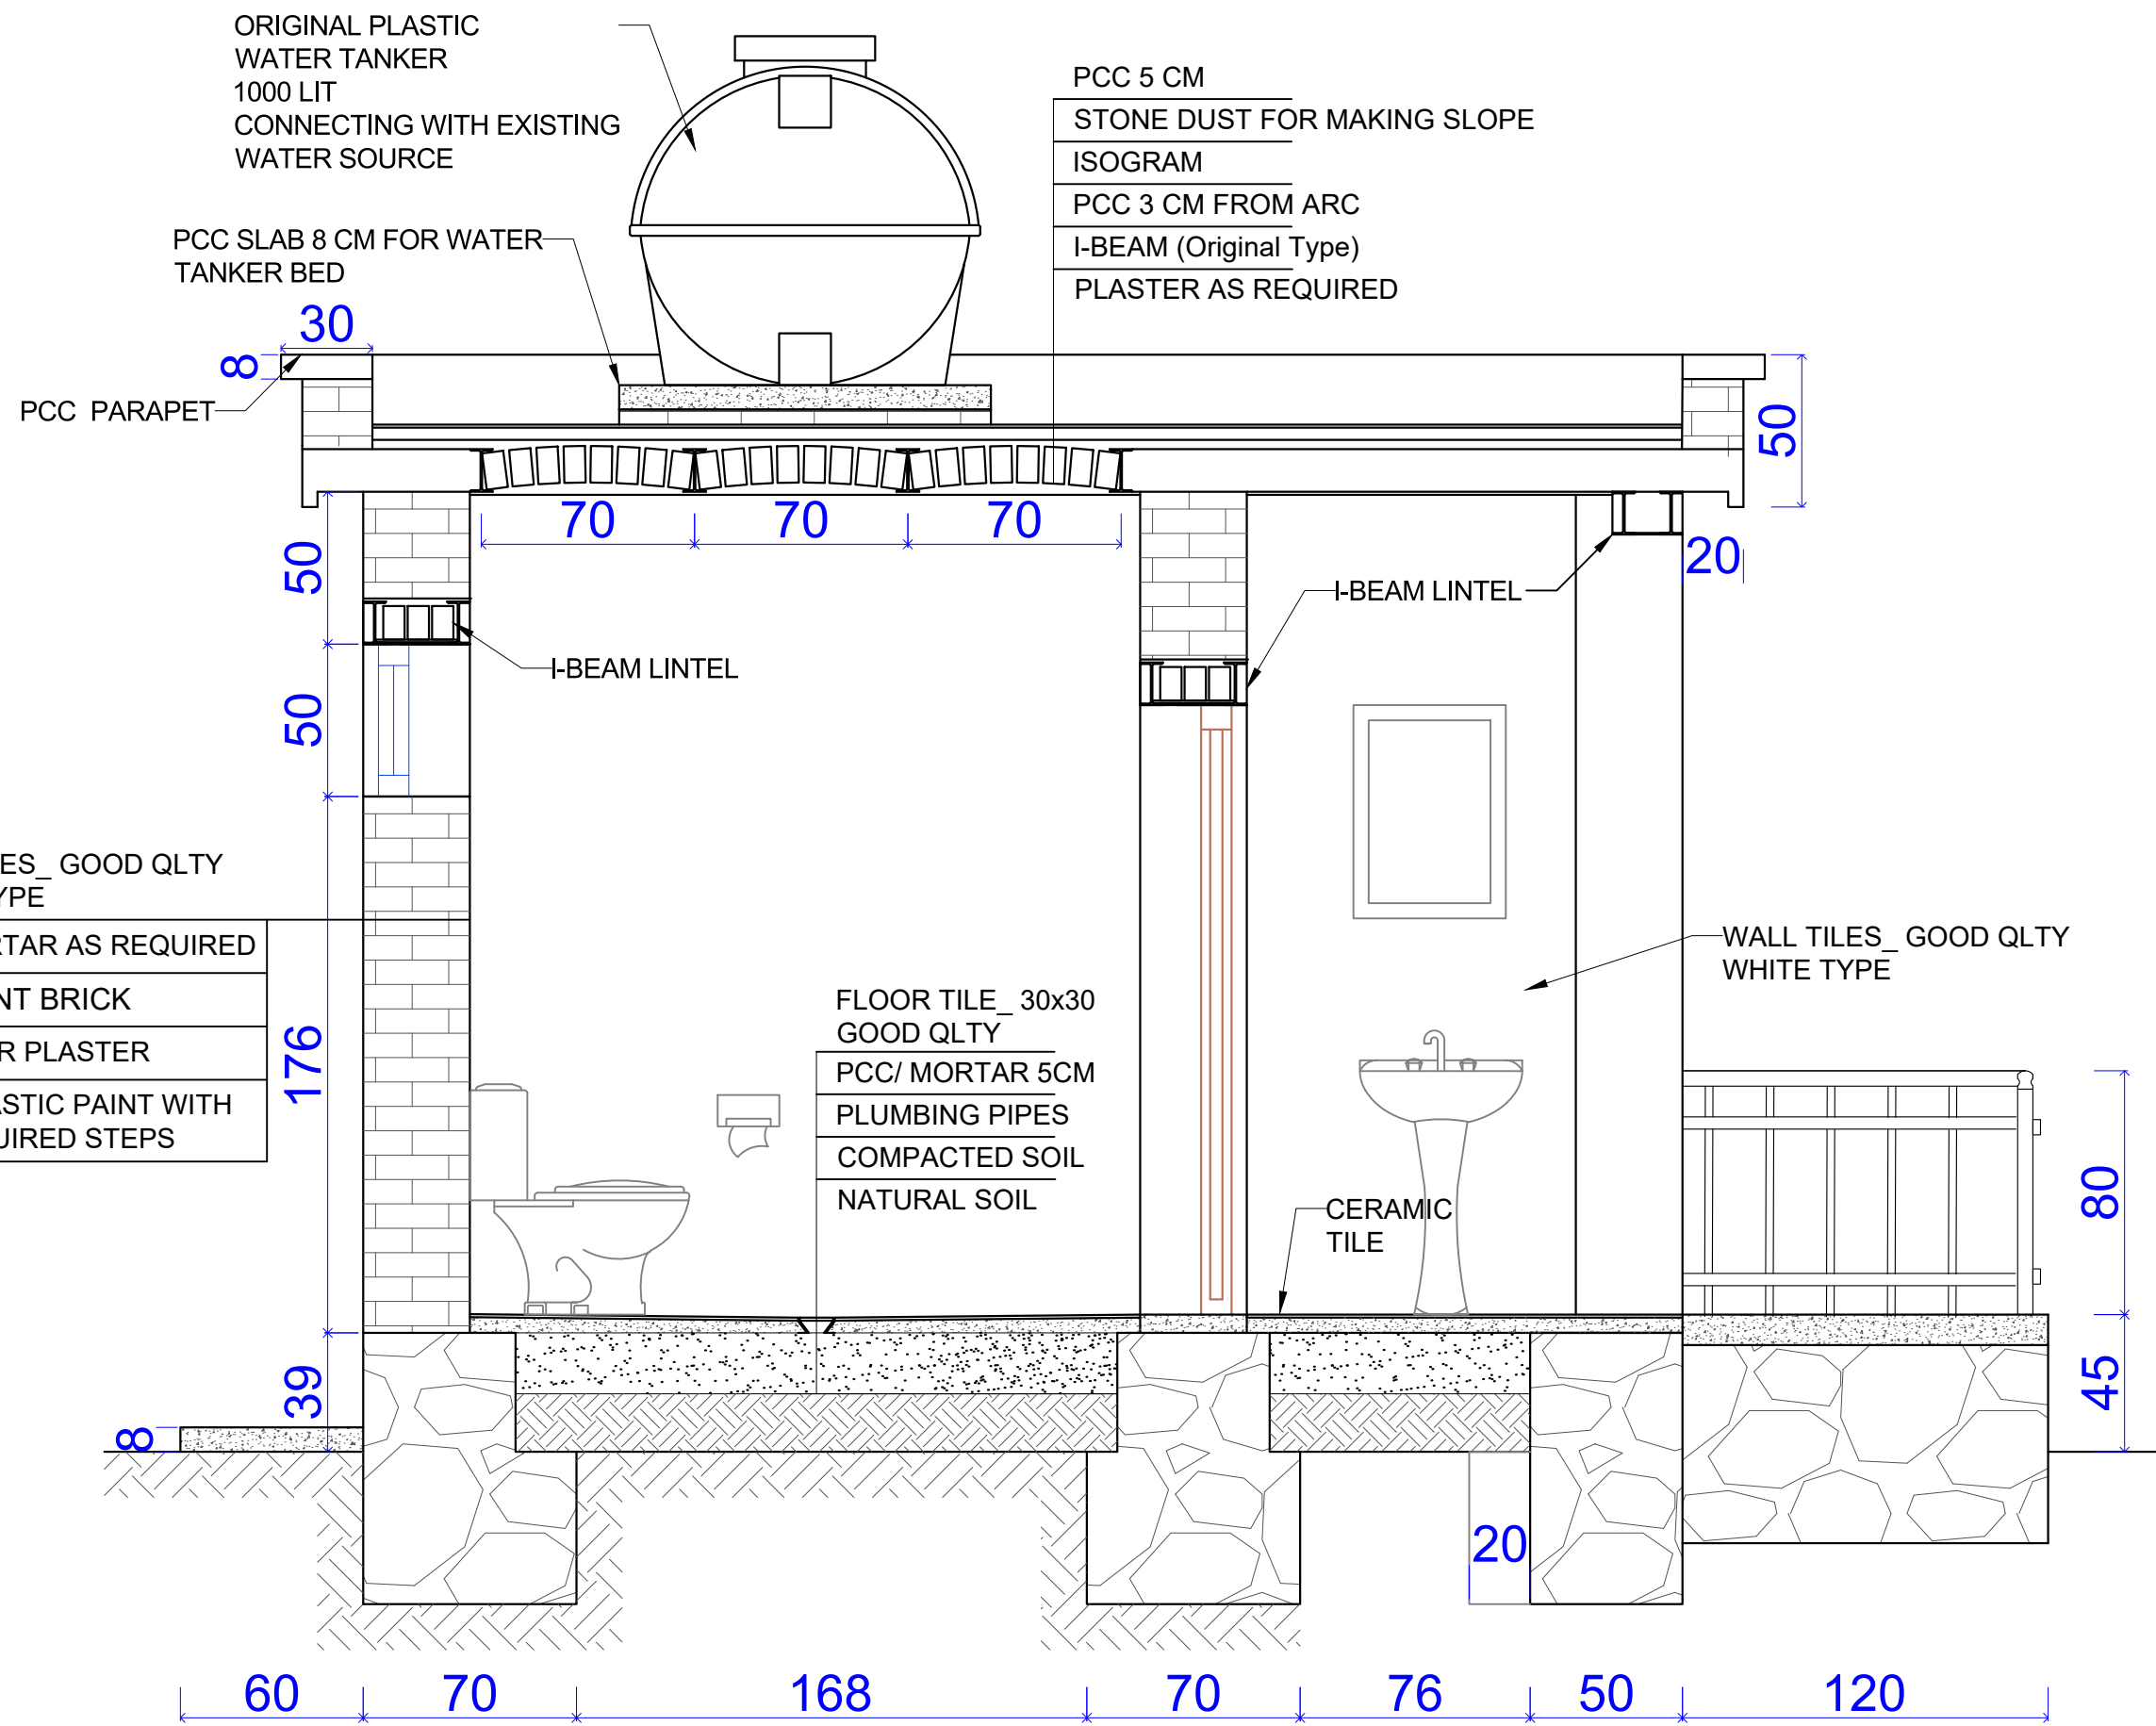 ORIGINAL PLASTIC
WATER TANKER
1000 LIT
CONNECTING WITH EXISTING
WATER SOURCE
PCC 5 CM
STONE DUST FOR MAKING SLOPE
ISOGRAM
PCC 3 CM FROM ARC
I-BEAM (Original Type)
PLASTER AS REQUIRED
PCC SLAB 8 CM FOR WATER
TANKER BED
30
8
PCC PARAPET
50
70 70 70
20
50
I-BEAM LINTEL
I-BEAM LINTEL
50
ES_ GOOD QLTY
YPE
RTAR AS REQUIRED
NT BRICK
R PLASTER
ASTIC PAINT WITH
UIRED STEPS
176
WALL TILES_ GOOD QLTY
WHITE TYPE
FLOOR TILE_ 30x30
GOOD QLTY
PCC/ MORTAR 5CM
PLUMBING PIPES
COMPACTED SOIL
NATURAL SOIL
CERAMIC
TILE
80
39
45
8
20
60 70 168 70 76 50 120